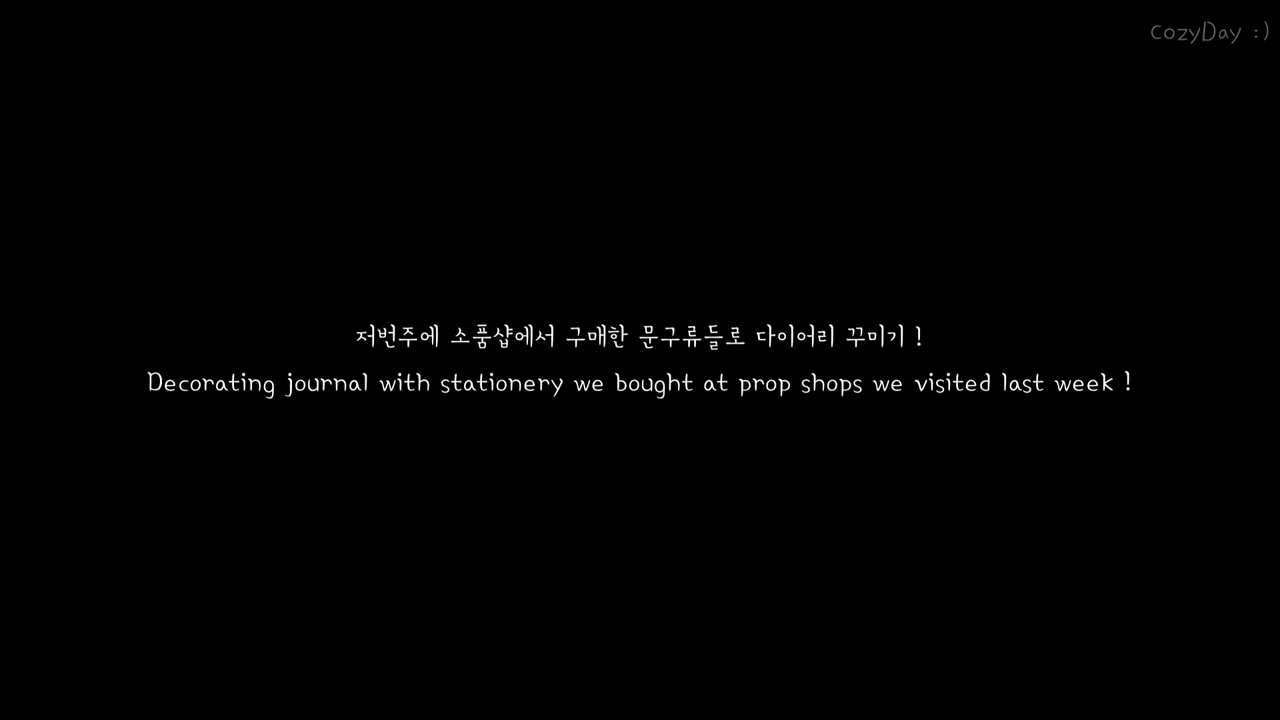 CozyDay :)
저번주에 소품샵에서 구매한 문구류들로 다이어리 꾸미기 !
Decorating journal with stationery we bought at prop shops we visited last week !